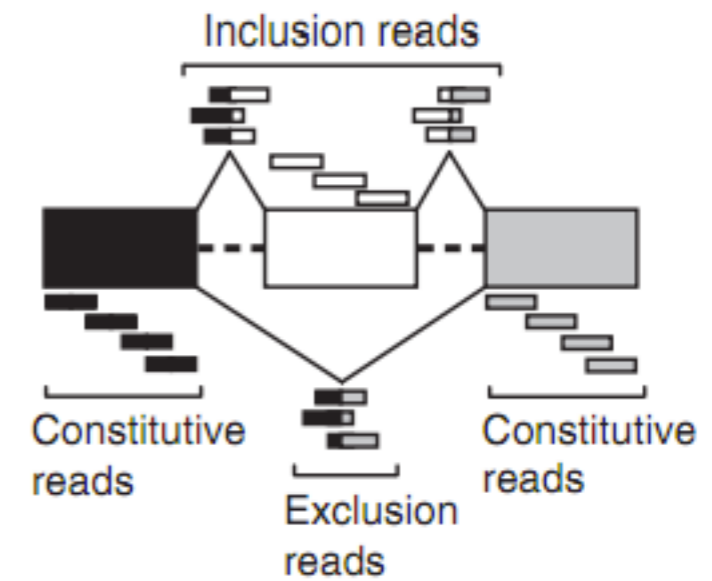 Inclusion reads
Constitutive
reads
Constitutive
reads
Exclusion
reads